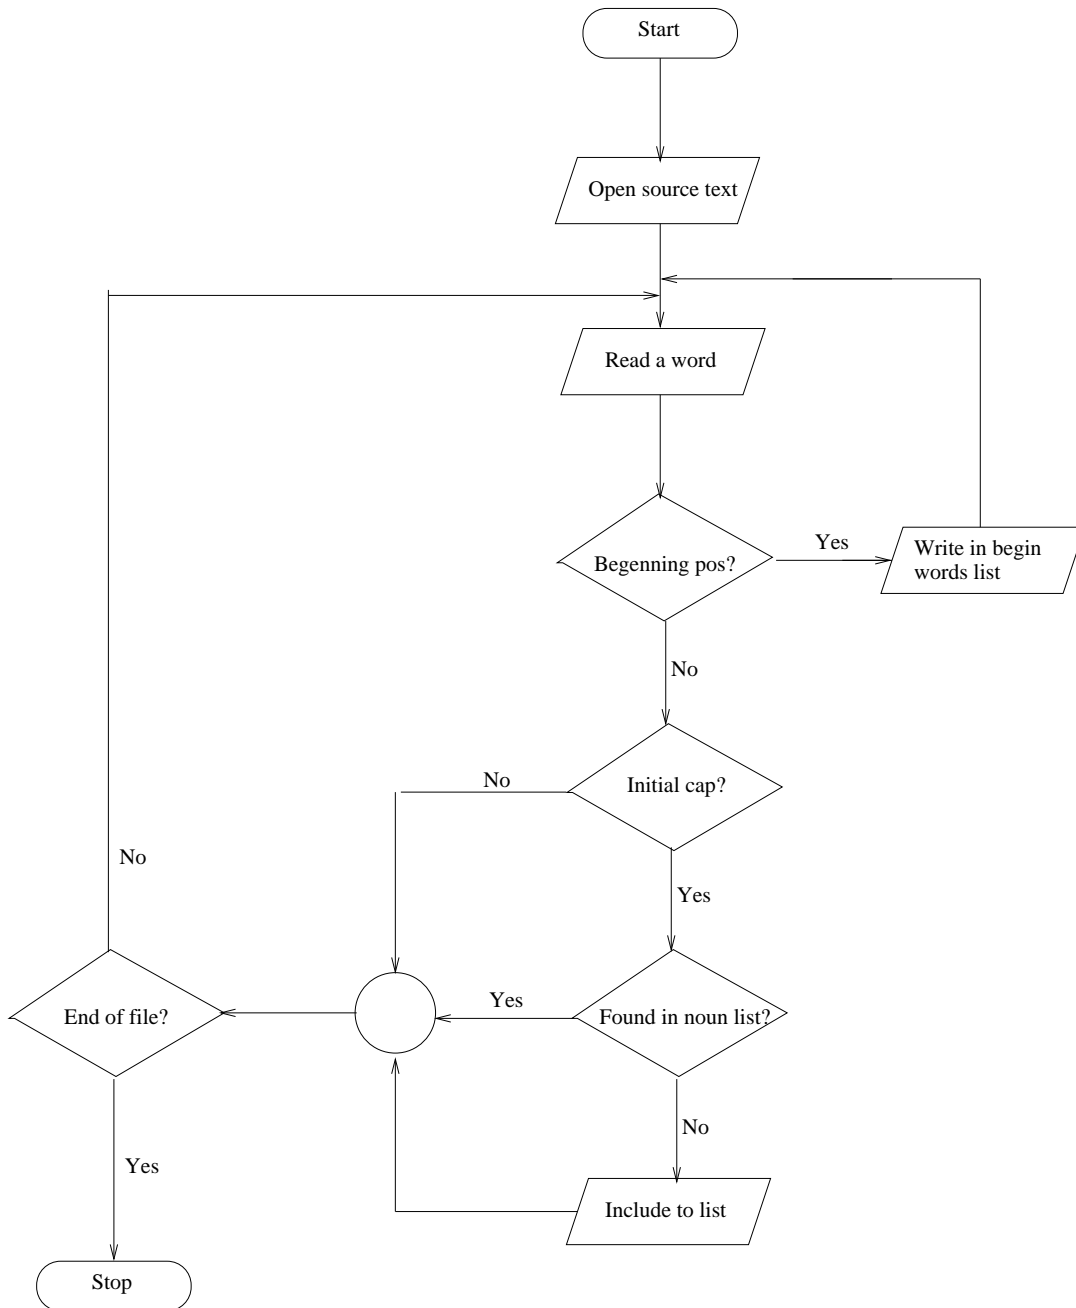 Start
Open source text
Read a word
Begenning pos?
Yes
Write in begin
words list
No
Initial cap?
No
Yes
No
End of file?
Yes
Found in noun list?
No
Yes
Include to list
Stop